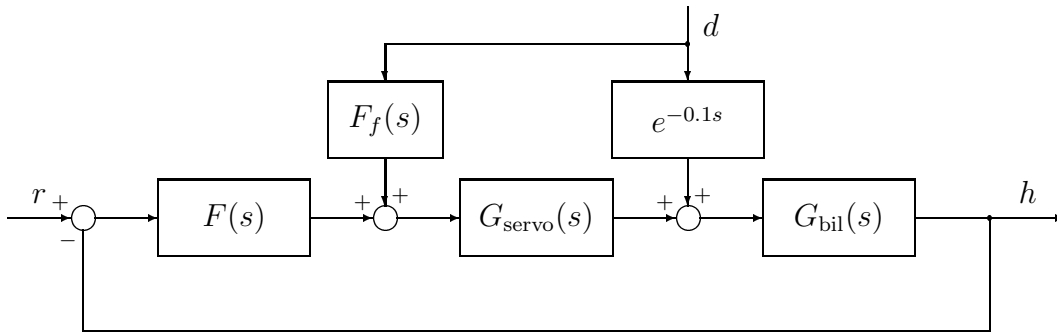 d
F_f(s)
e^{-0.1s}
+ +
r + F(s) + + G_servo(s) + + G_bil(s) h
−